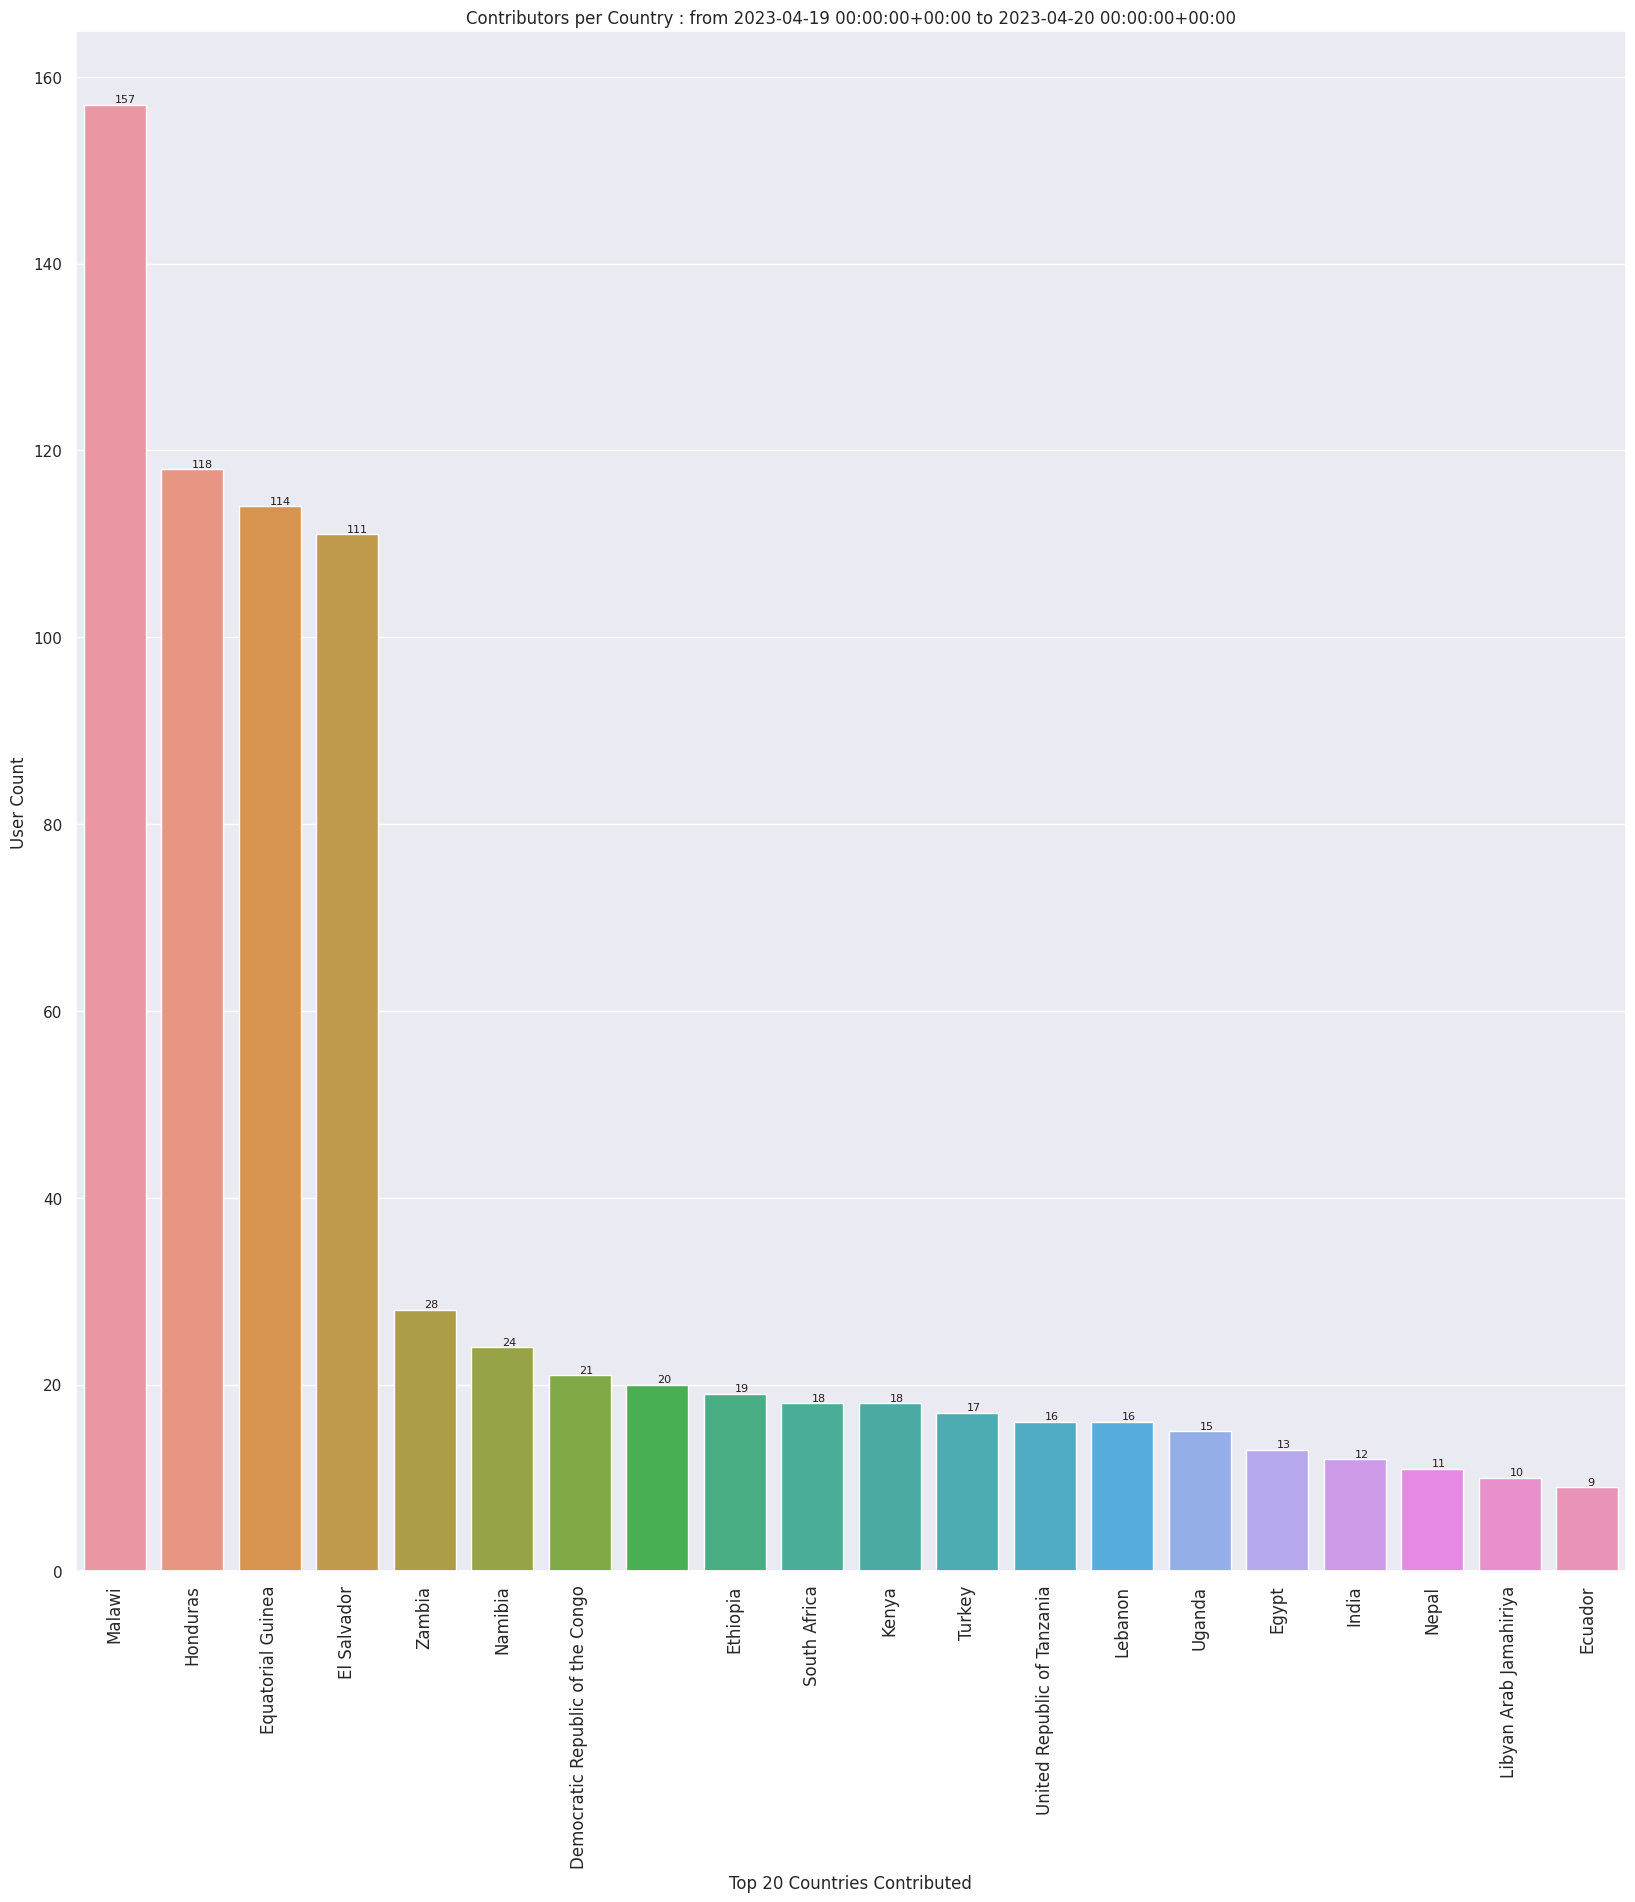 Contributors per Country : from 2023-04-19 00:00:00+00:00 to 2023-04-20 00:00:00+00:00
User Count
160
140
120
100
80
60
40
20
0
157
118
114
111
28
24
21
20
19
18
18
17
16
16
15
13
12
11
10
9
Malawi
Honduras
Equatorial Guinea
El Salvador
Zambia
Namibia
Democratic Republic of the Congo
Ethiopia
South Africa
Kenya
Turkey
United Republic of Tanzania
Lebanon
Uganda
Egypt
India
Nepal
Libyan Arab Jamahiriya
Ecuador
Top 20 Countries Contributed